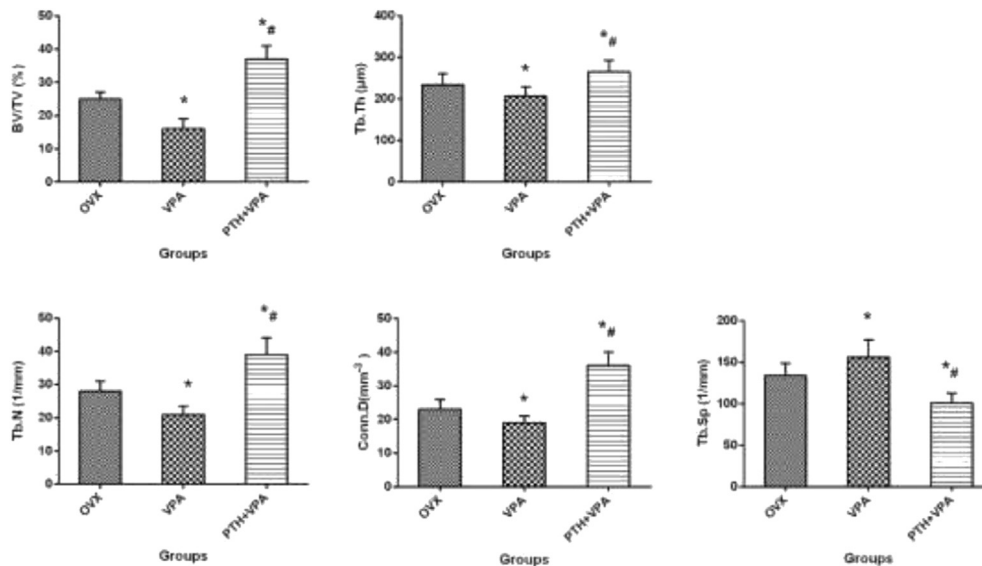 BV/TV (%)
50
40
30
20
10
0
*
*
#
OVX
VPA
PTH+VPA
Groups
Tb.Th (μm)
400
300
200
100
0
*
*
#
OVX
VPA
PTH+VPA
Groups
Tb.N (1/mm)
50
40
30
20
10
0
*
*
#
OVX
VPA
PTH+VPA
Groups
Conn.D(mm⁻³)
50
40
30
20
10
0
*
*
#
OVX
VPA
PTH+VPA
Groups
Tb.Sp (1/mm)
200
150
100
50
0
*
*
#
OVX
VPA
PTH+VPA
Groups